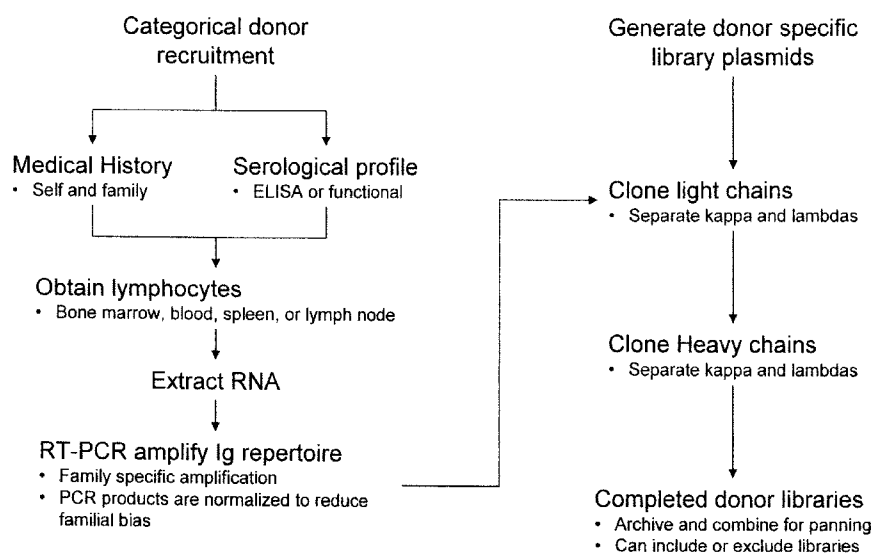 Categorical donor
recruitment
Medical History
• Self and family
Serological profile
• ELISA or functional
Obtain lymphocytes
• Bone marrow, blood, spleen, or lymph node
Extract RNA
RT-PCR amplify Ig repertoire
• Family specific amplification
• PCR products are normalized to reduce
familial bias
Generate donor specific
library plasmids
Clone light chains
• Separate kappa and lambdas
Clone Heavy chains
• Separate kappa and lambdas
Completed donor libraries
• Archive and combine for panning
• Can include or exclude libraries